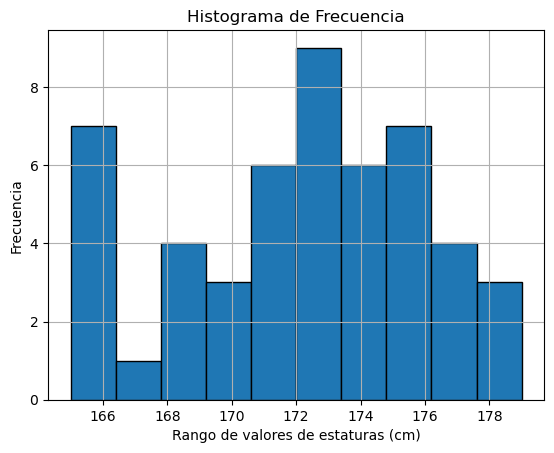 Histograma de Frecuencia
8
6
4
2
0
Frecuencia
166 168 170 172 174 176 178
Rango de valores de estaturas (cm)